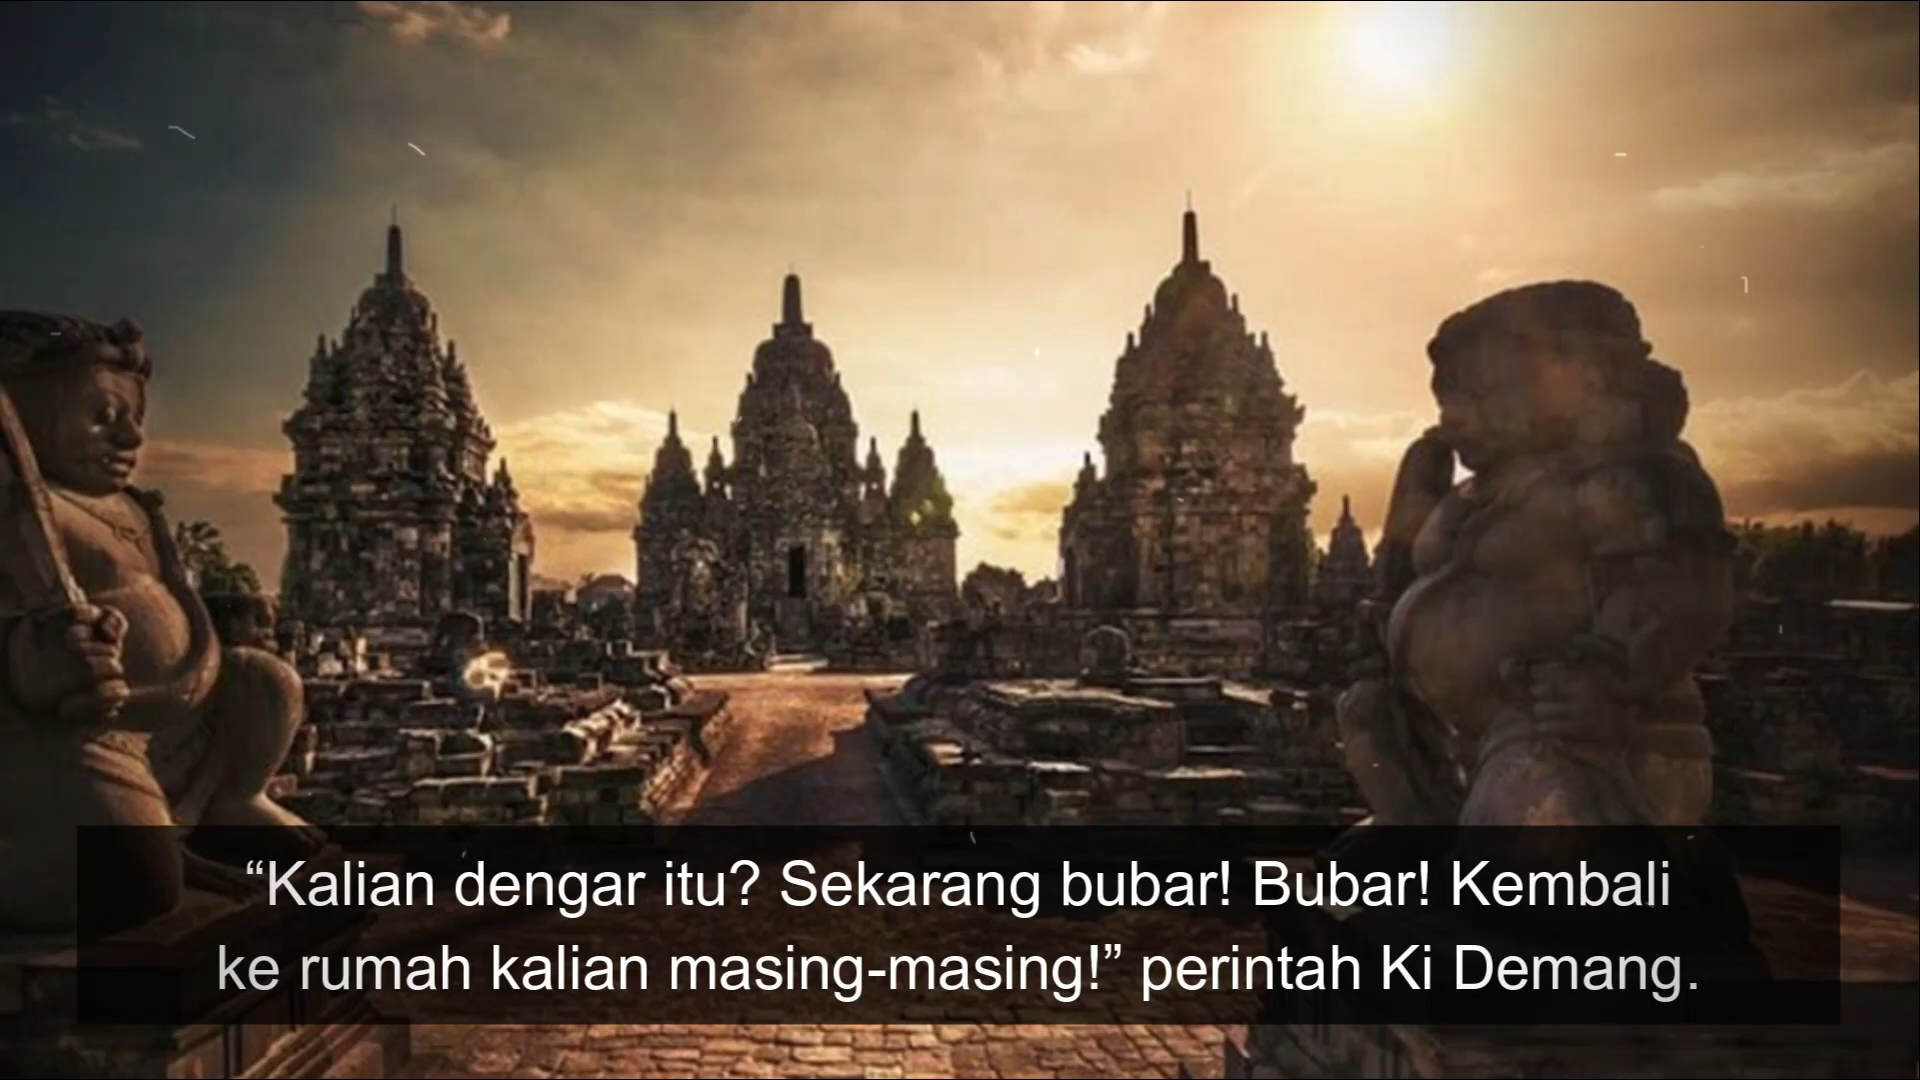 “Kalian dengar itu? Sekarang bubar! Bubar! Kembali
ke rumah kalian masing-masing!” perintah Ki Demang.